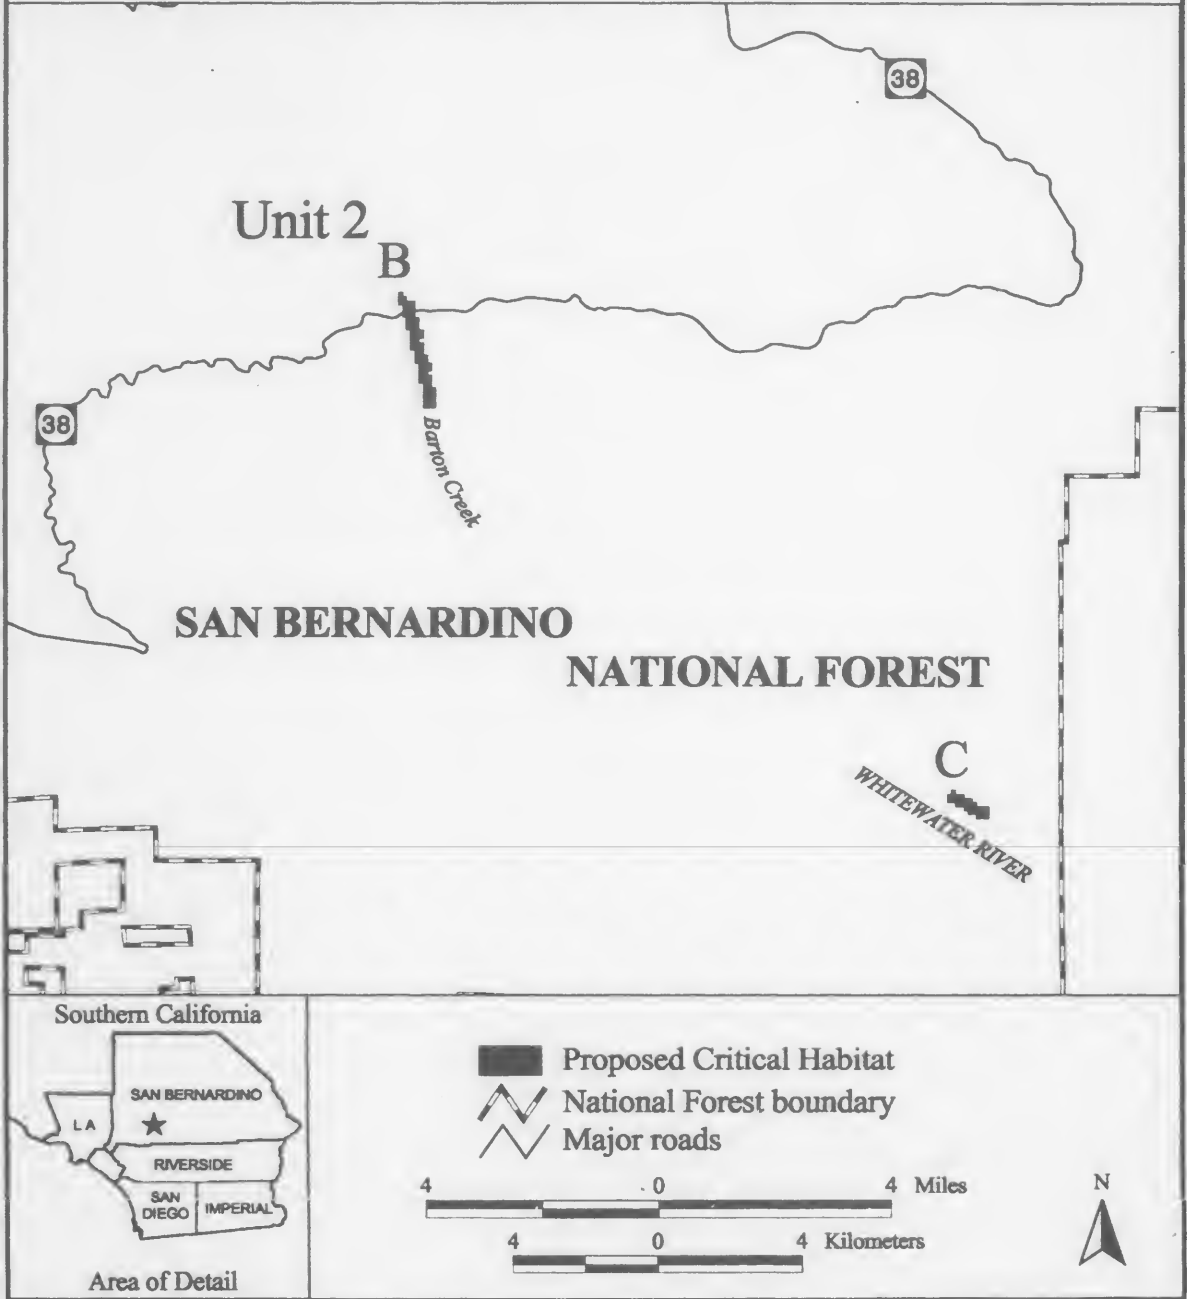 38
Unit 2
B
38
Barton Creek
SAN BERNARDINO
NATIONAL FOREST
C
WHITEWATER RIVER
Southern California
SAN BERNARDINO
L A
RIVERSIDE
SAN
DIEGO
IMPERIAL
Area of Detail
Proposed Critical Habitat
National Forest boundary
Major roads
4 0 4 Miles
4 0 4 Kilometers
N